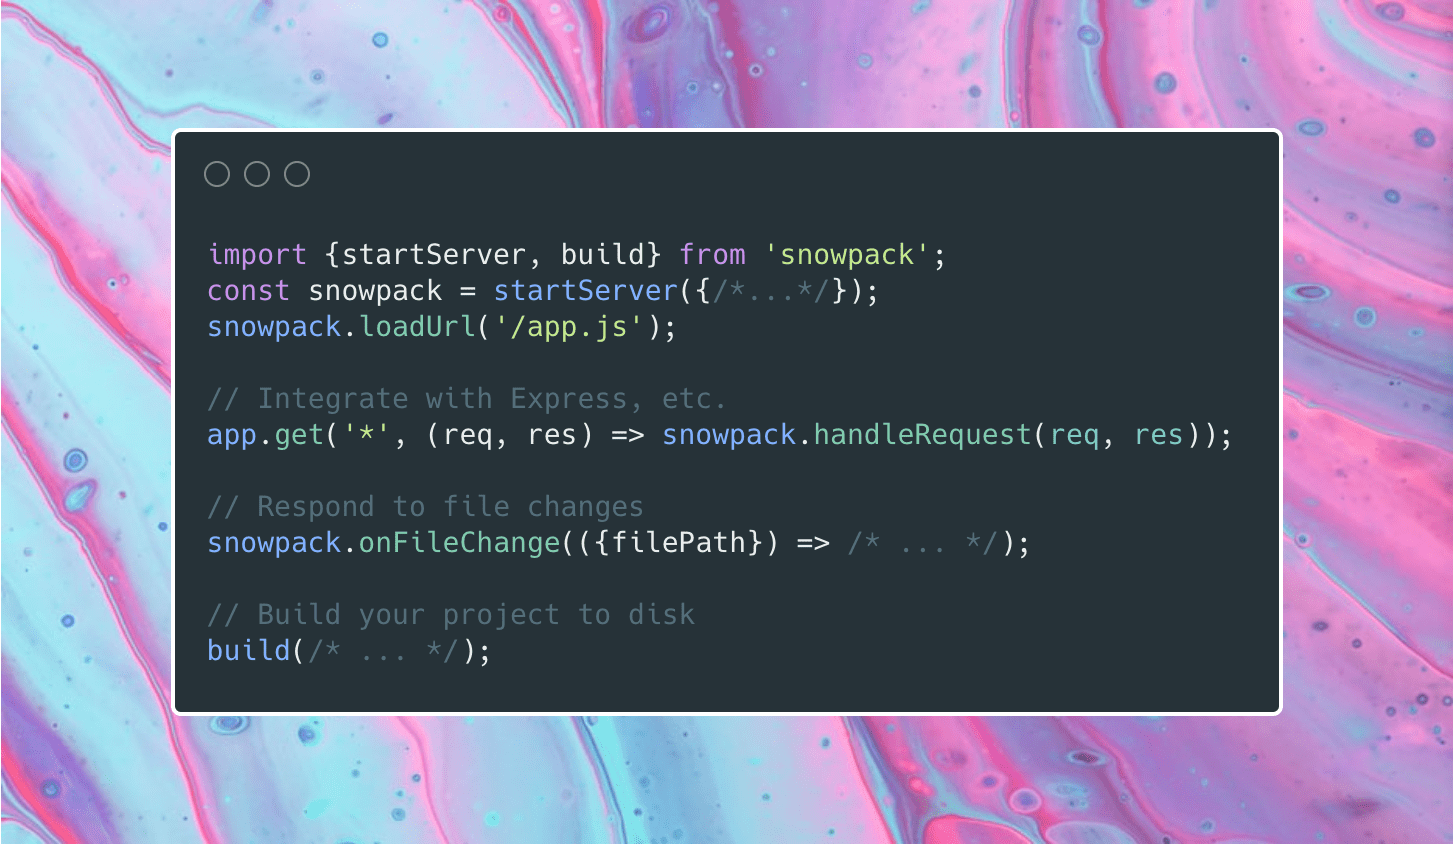 import {startServer, build} from 'snowpack';
const snowpack = startServer({/*...*/});
snowpack.loadUrl('/app.js');
// Integrate with Express, etc.
app.get('*', (req, res) => snowpack.handleRequest(req, res));
// Respond to file changes
snowpack.onFileChange(({filePath}) => /* ... */);
// Build your project to disk
build(/* ... */);